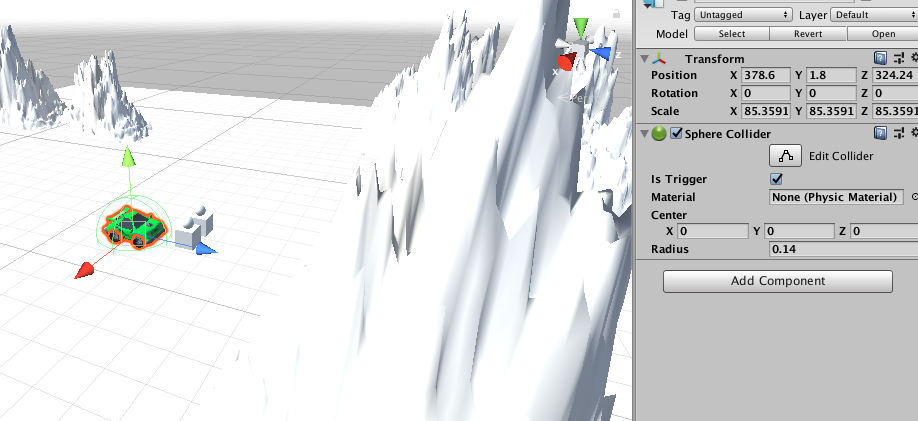 Tag Untagged Layer Default
Model Select Revert Open
Transform
Position X 378.6 Y 1.8 Z 324.24
Rotation X 0 Y 0 Z 0
Scale X 85.3591 Y 85.3591 Z 85.3591
Sphere Collider
Edit Collider
Is Trigger
Material None (Physic Material)
Center
X 0 Y 0 Z 0
Radius 0.14
Add Component
x
z